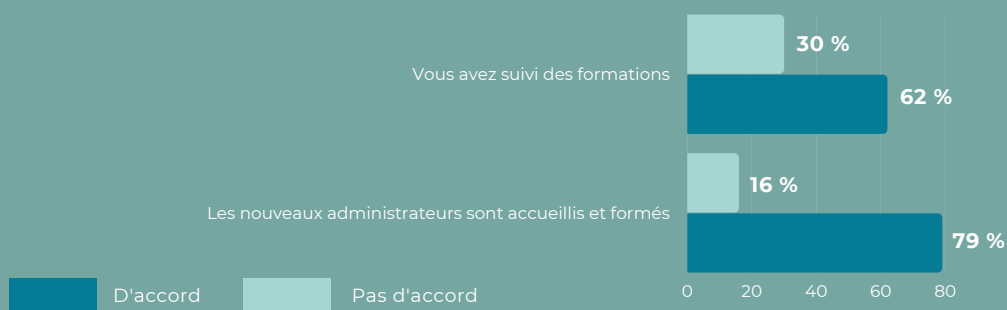 30 %
Vous avez suivi des formations
62 %
16 %
Les nouveaux administrateurs sont accueillis et formés
79 %
0 20 40 60 80
D'accord Pas d'accord